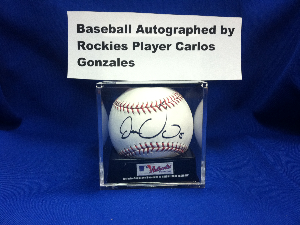 Baseball Autographed by
Rockies Player Carlos
Gonzales